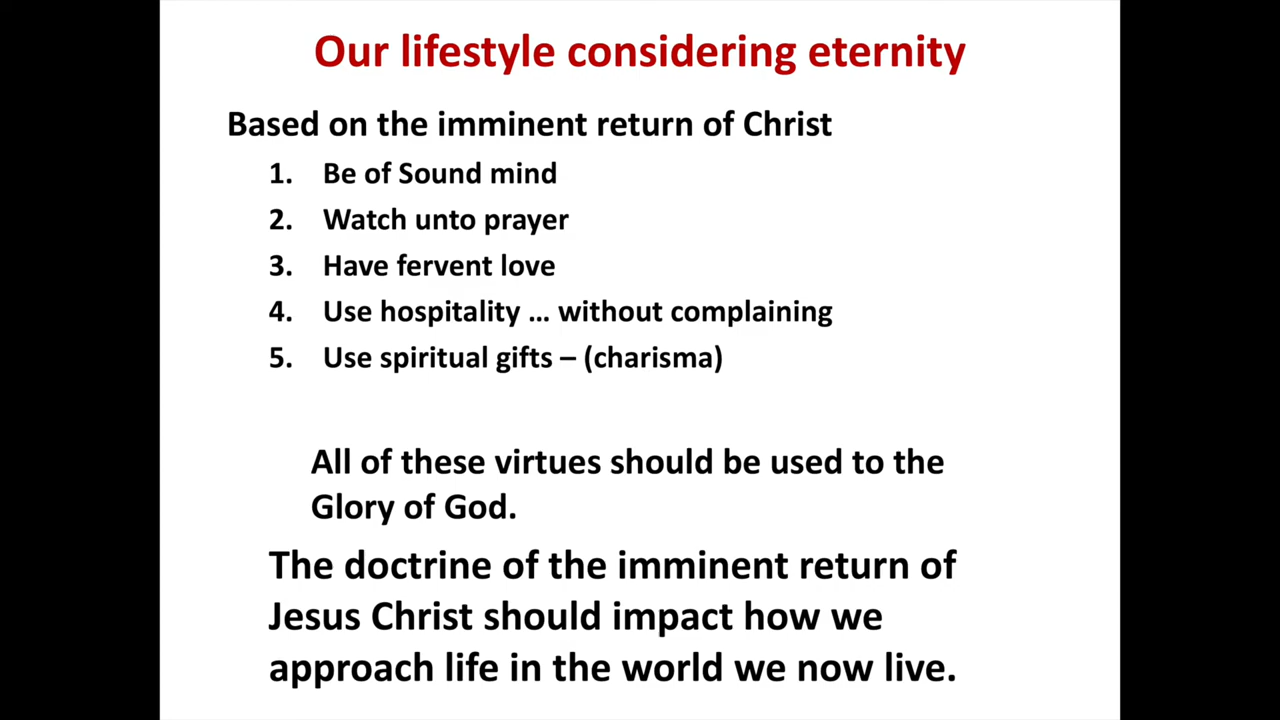 Our lifestyle considering eternity
Based on the imminent return of Christ
1. Be of Sound mind
2. Watch unto prayer
3. Have fervent love
4. Use hospitality … without complaining
5. Use spiritual gifts – (charisma)
All of these virtues should be used to the
Glory of God.
The doctrine of the imminent return of
Jesus Christ should impact how we
approach life in the world we now live.